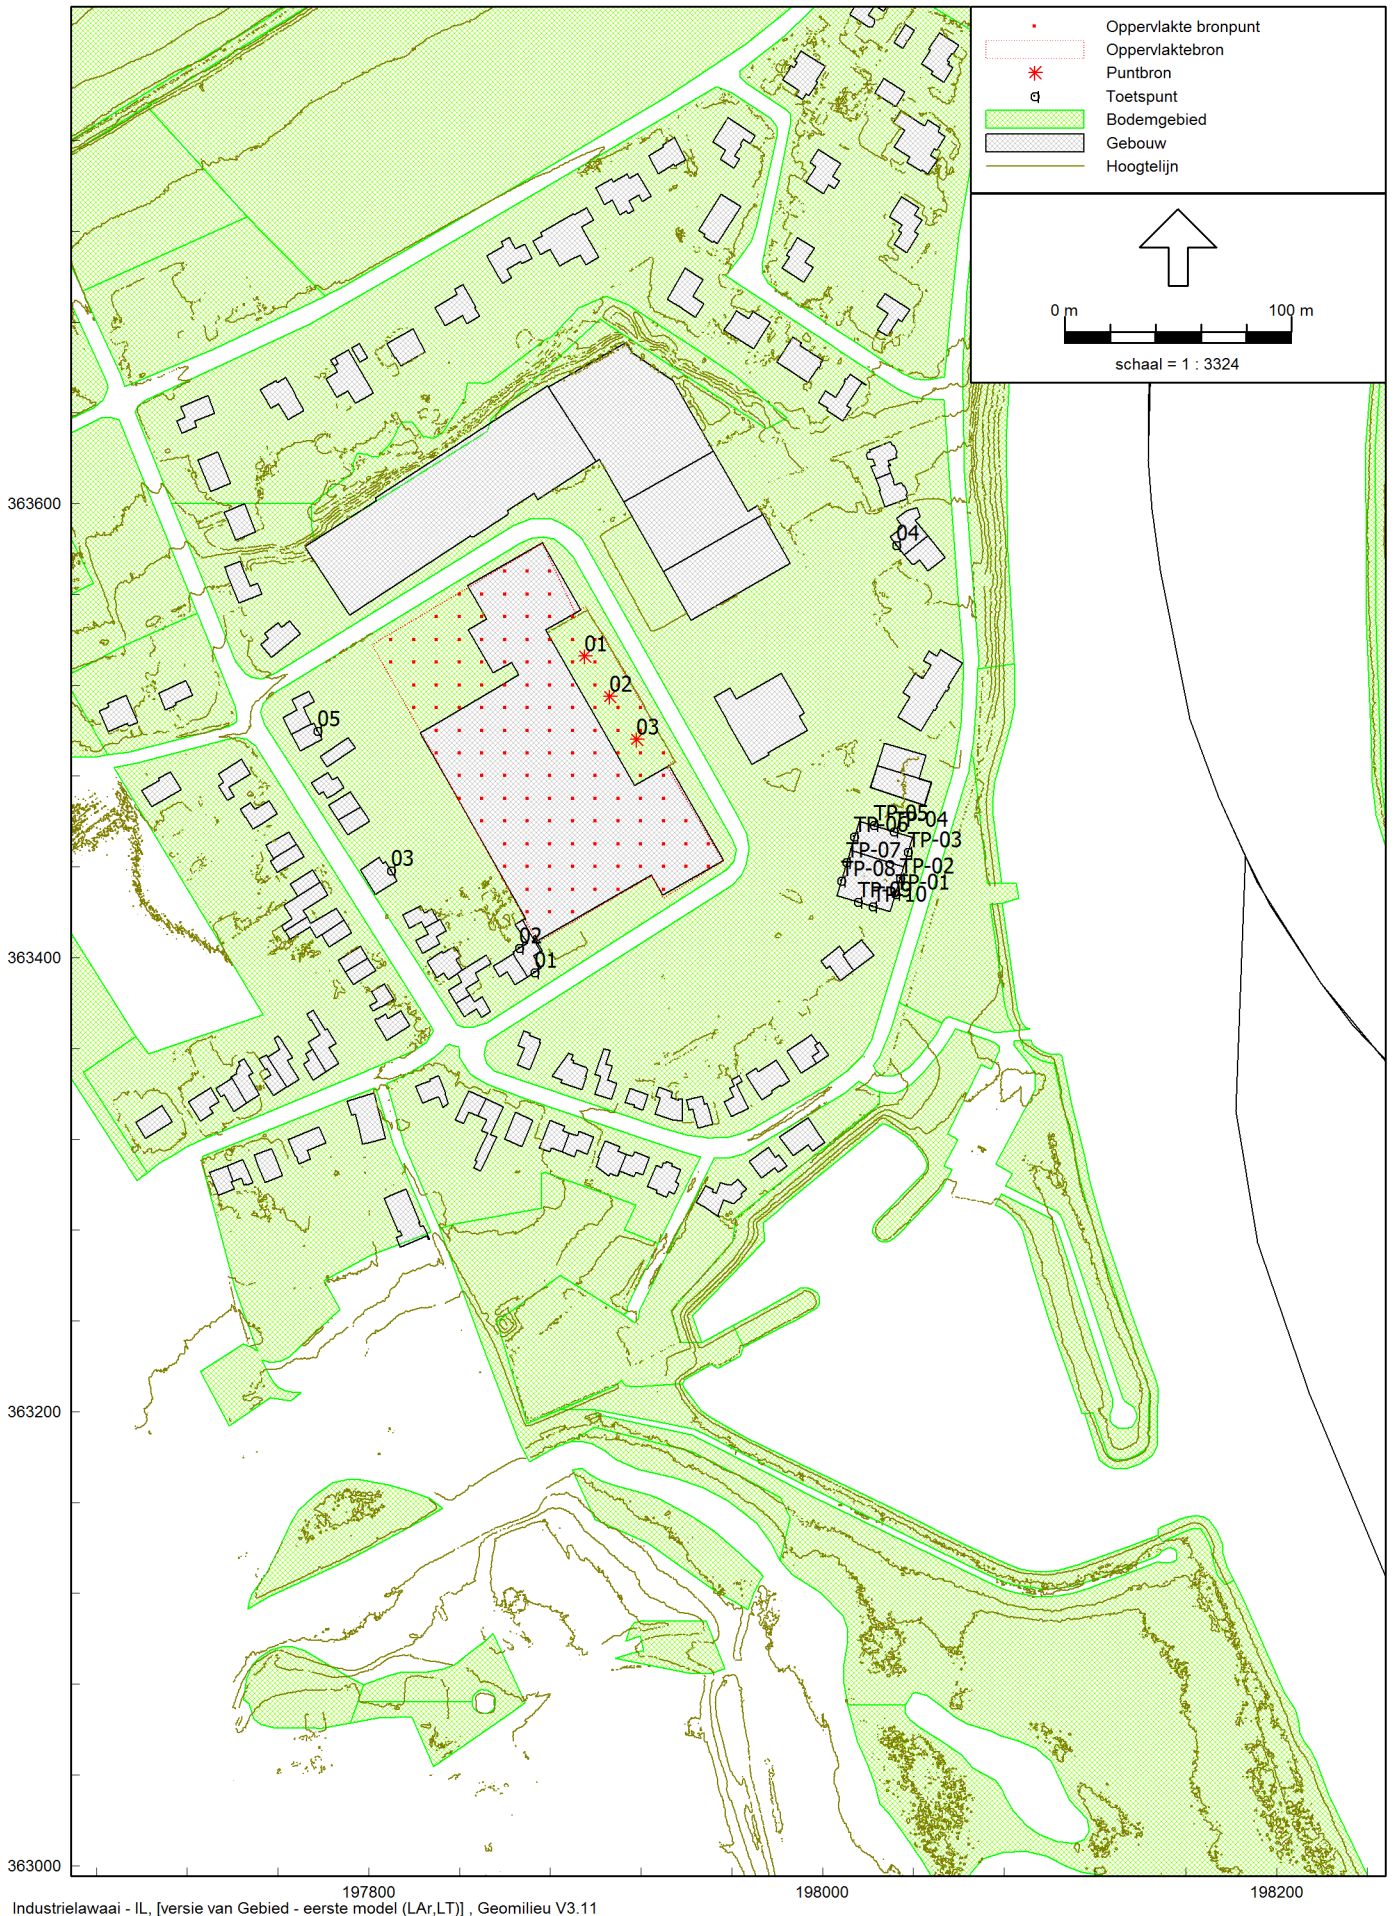 Oppervlakte bronpunt
Oppervlaktebron
Puntbron
Toetspunt
Bodemgebied
Gebouw
Hoogtelijn
0 m 100 m
schaal = 1 : 3324
363600
04
01
02
05
03
TP-05
TP-04
TP-06
TP-03
TP-07
TP-02
TP-08
03
TP-01
TP-09
TP-10
02
363400
01
363200
363000
197800 198000 198200
Industrielawaai - IL, [versie van Gebied - eerste model (LAr,LT)] , Geomilieu V3.11